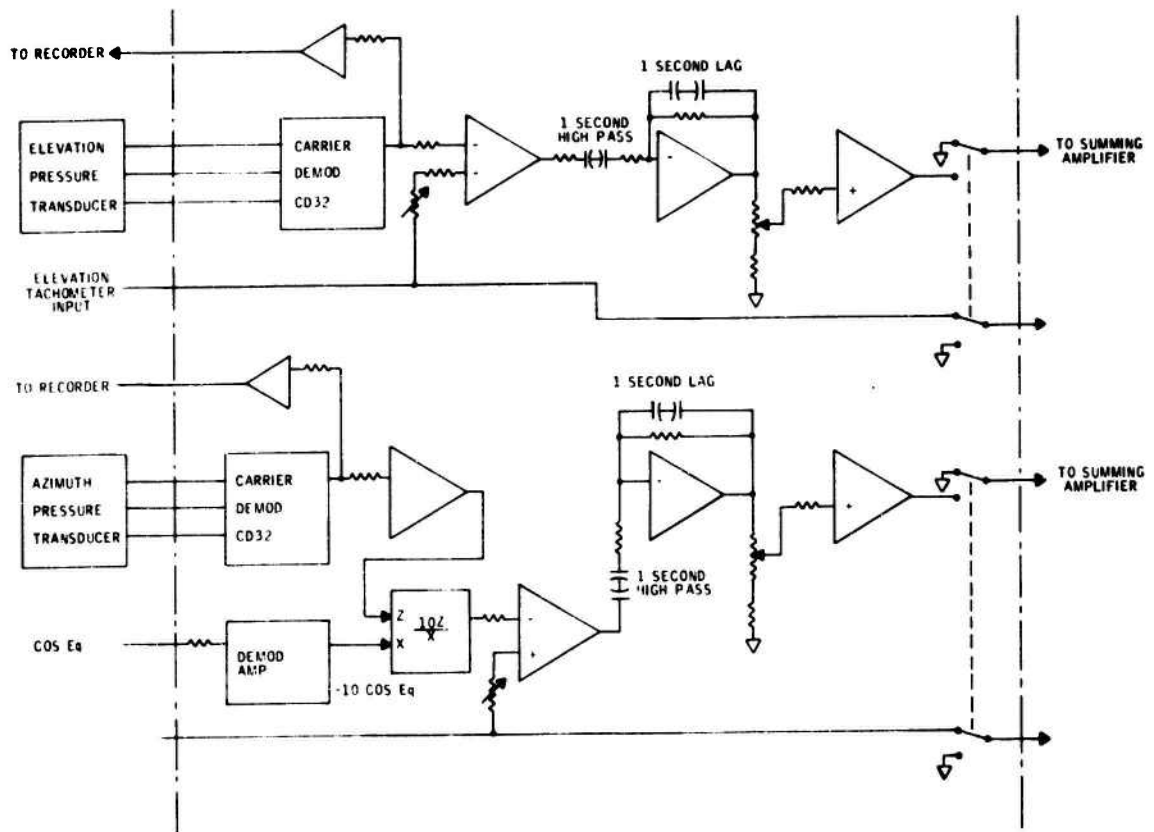 TO RECORDER
1 SECOND LAG
1 SECOND
HIGH PASS
ELEVATION
PRESSURE
TRANSDUCER
CARRIER
DEMOD
CD32
-
-
-
+
TO SUMMING
AMPLIFIER
ELEVATION
TACHOMETER
INPUT
TO RECORDER
1 SECOND LAG
AZIMUTH
PRESSURE
TRANSDUCER
CARRIER
DEMOD
CD32
-
+
TO SUMMING
AMPLIFIER
1 SECOND
HIGH PASS
COS Eq
DEMOD
AMP
-10 COS Eq
Z
X
10Z
X
-
+